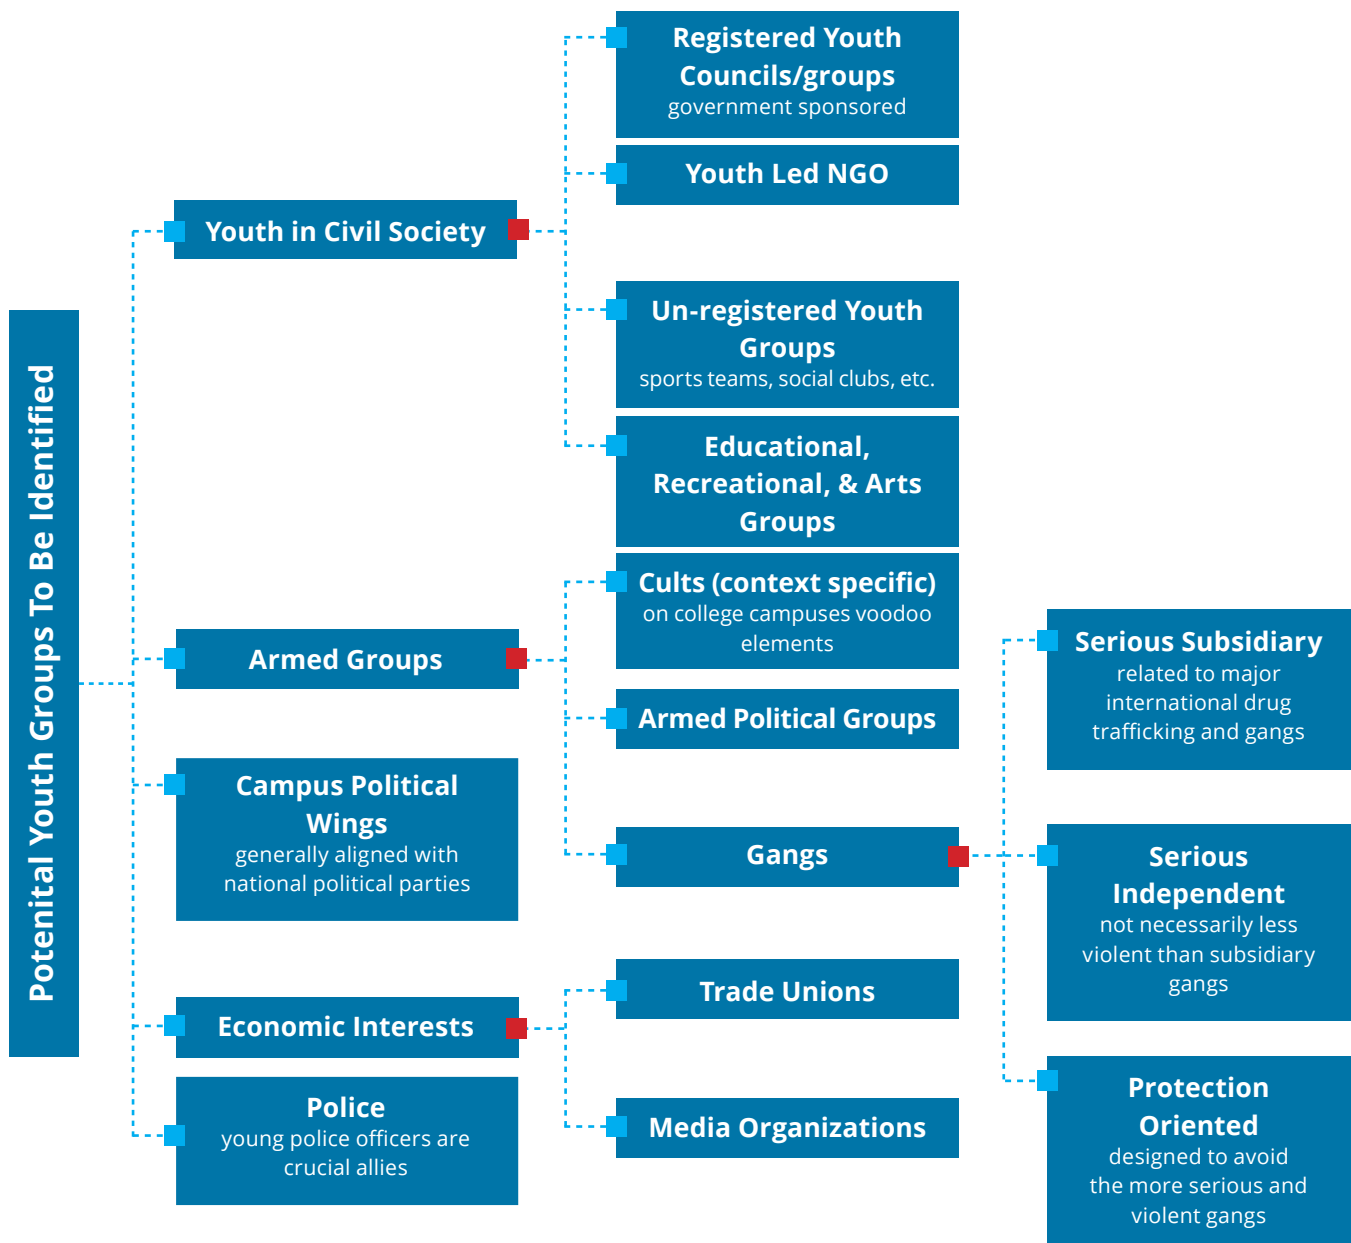 Potenital Youth Groups To Be Identified
Youth in Civil Society
Registered Youth
Councils/groups
government sponsored
Youth Led NGO
Un-registered Youth
Groups
sports teams, social clubs, etc.
Educational,
Recreational, & Arts
Groups
Armed Groups
Cults (context specific)
on college campuses voodoo
elements
Armed Political Groups
Gangs
Serious Subsidiary
related to major
international drug
trafficking and gangs
Serious
Independent
not necessarily less
violent than subsidiary
gangs
Protection
Oriented
designed to avoid
the more serious and
violent gangs
Campus Political
Wings
generally aligned with
national political parties
Economic Interests
Trade Unions
Media Organizations
Police
young police officers are
crucial allies